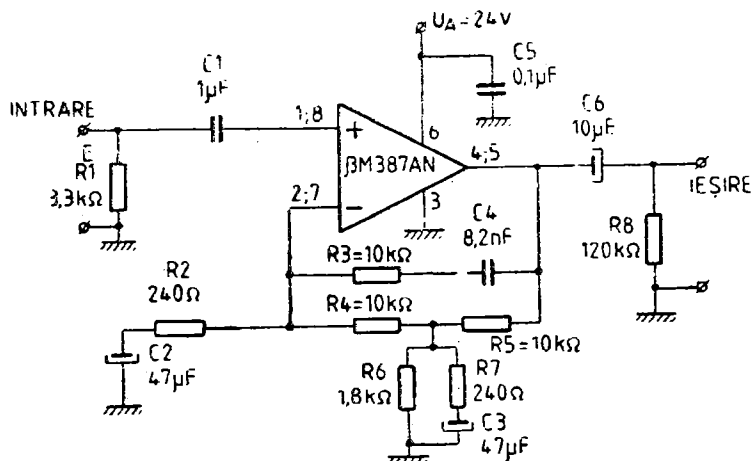 UA=24V
C1
1µF
C5
0,1µF
INTRARE
1;8
+
6
C6
10µF
E
R1
3,3kΩ
βM387AN
4;5
IEȘIRE
2;7
−
3
C4
8,2nF
R8
120kΩ
R3=10kΩ
R2
240Ω
R4=10kΩ
R5=10kΩ
C2
47µF
R6
1,8kΩ
R7
240Ω
C3
47µF